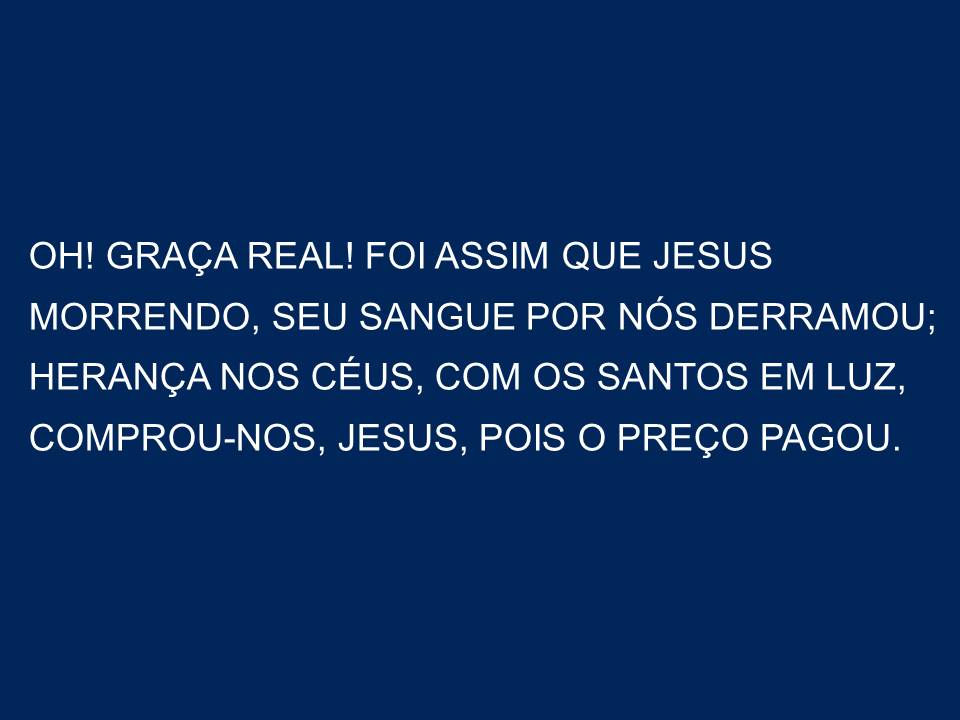 OH! GRAÇA REAL! FOI ASSIM QUE JESUS
MORRENDO, SEU SANGUE POR NÓS DERRAMOU;
HERANÇA NOS CÉUS, COM OS SANTOS EM LUZ,
COMPROU-NOS, JESUS, POIS O PREÇO PAGOU.